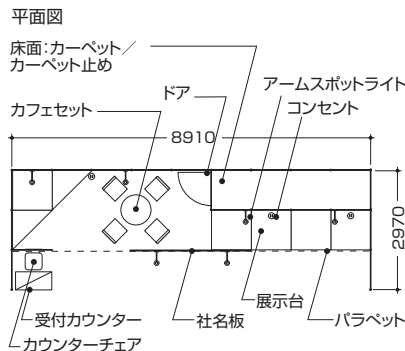 平面図
床面:カーペット／
カーペット止め
ドア
アームスポットライト
コンセント
カフェセット
8910
2970
展示台
受付カウンター
社名板
パラペット
カウンターチェア